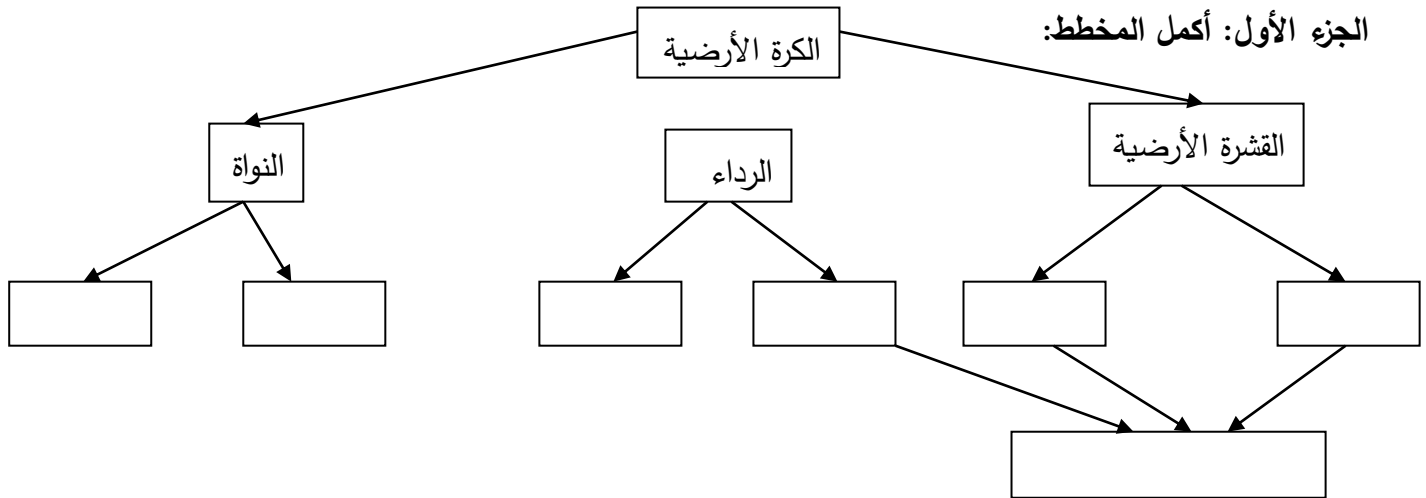 الجزء الأول: أكمل المخطط:
الكرة الأرضية
القشرة الأرضية
الرداء
النواة